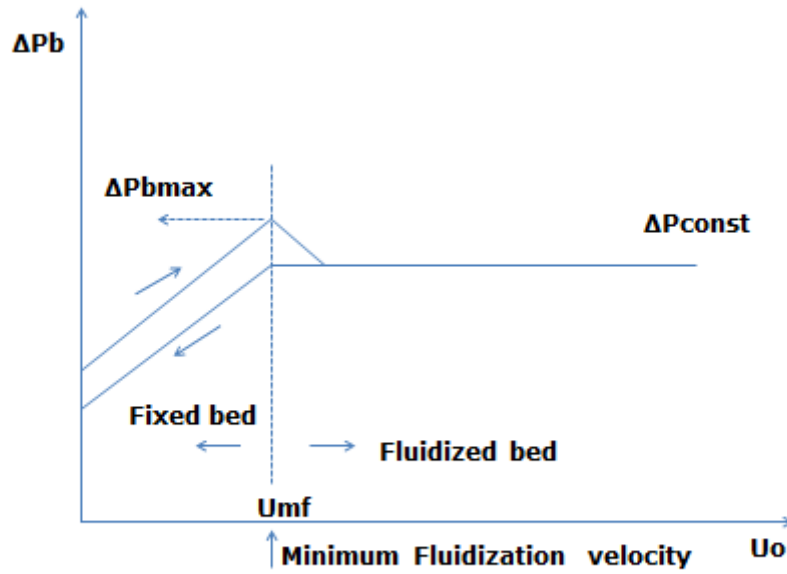 ΔPb
ΔPbmax
ΔPconst
Fixed bed
Fluidized bed
Umf
Uo
Minimum Fluidization velocity